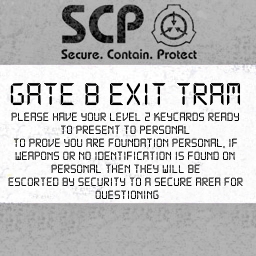 SCP
Secure. Contain. Protect
GATE B EXIT TRAM
PLEASE HAVE YOUR LEVEL 2 KEYCARDS READY
TO PRESENT TO PERSONAL
TO PROVE YOU ARE FOUNDATION PERSONAL, IF
WEAPONS OR NO IDENTIFICATION IS FOUND ON
PERSONAL THEN THEY WILL BE
ESCORTED BY SECURITY TO A SECURE AREA FOR
QUESTIONING